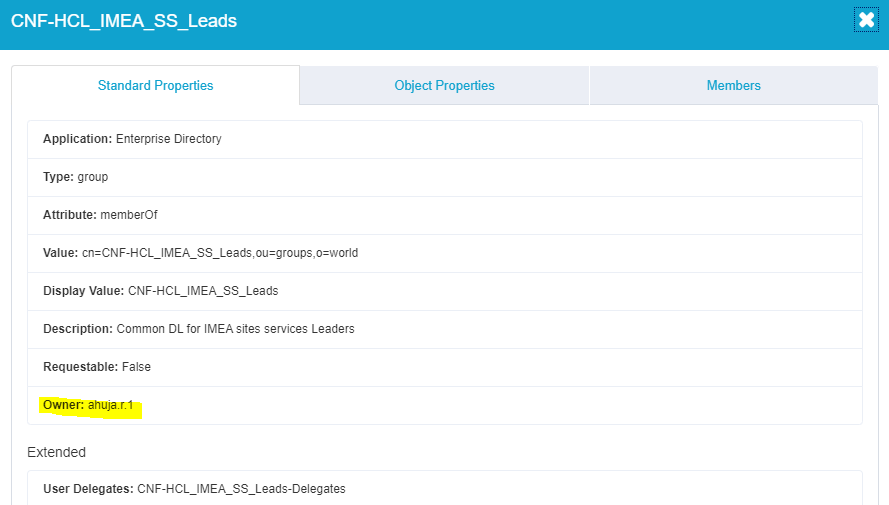 CNF-HCL_IMEA_SS_Leads
Standard Properties
Object Properties
Members
Application: Enterprise Directory
Type: group
Attribute: memberOf
Value: cn=CNF-HCL_IMEA_SS_Leads,ou=groups,o=world
Display Value: CNF-HCL_IMEA_SS_Leads
Description: Common DL for IMEA sites services Leaders
Requestable: False
Owner: ahuja.r.1
Extended
User Delegates: CNF-HCL_IMEA_SS_Leads-Delegates